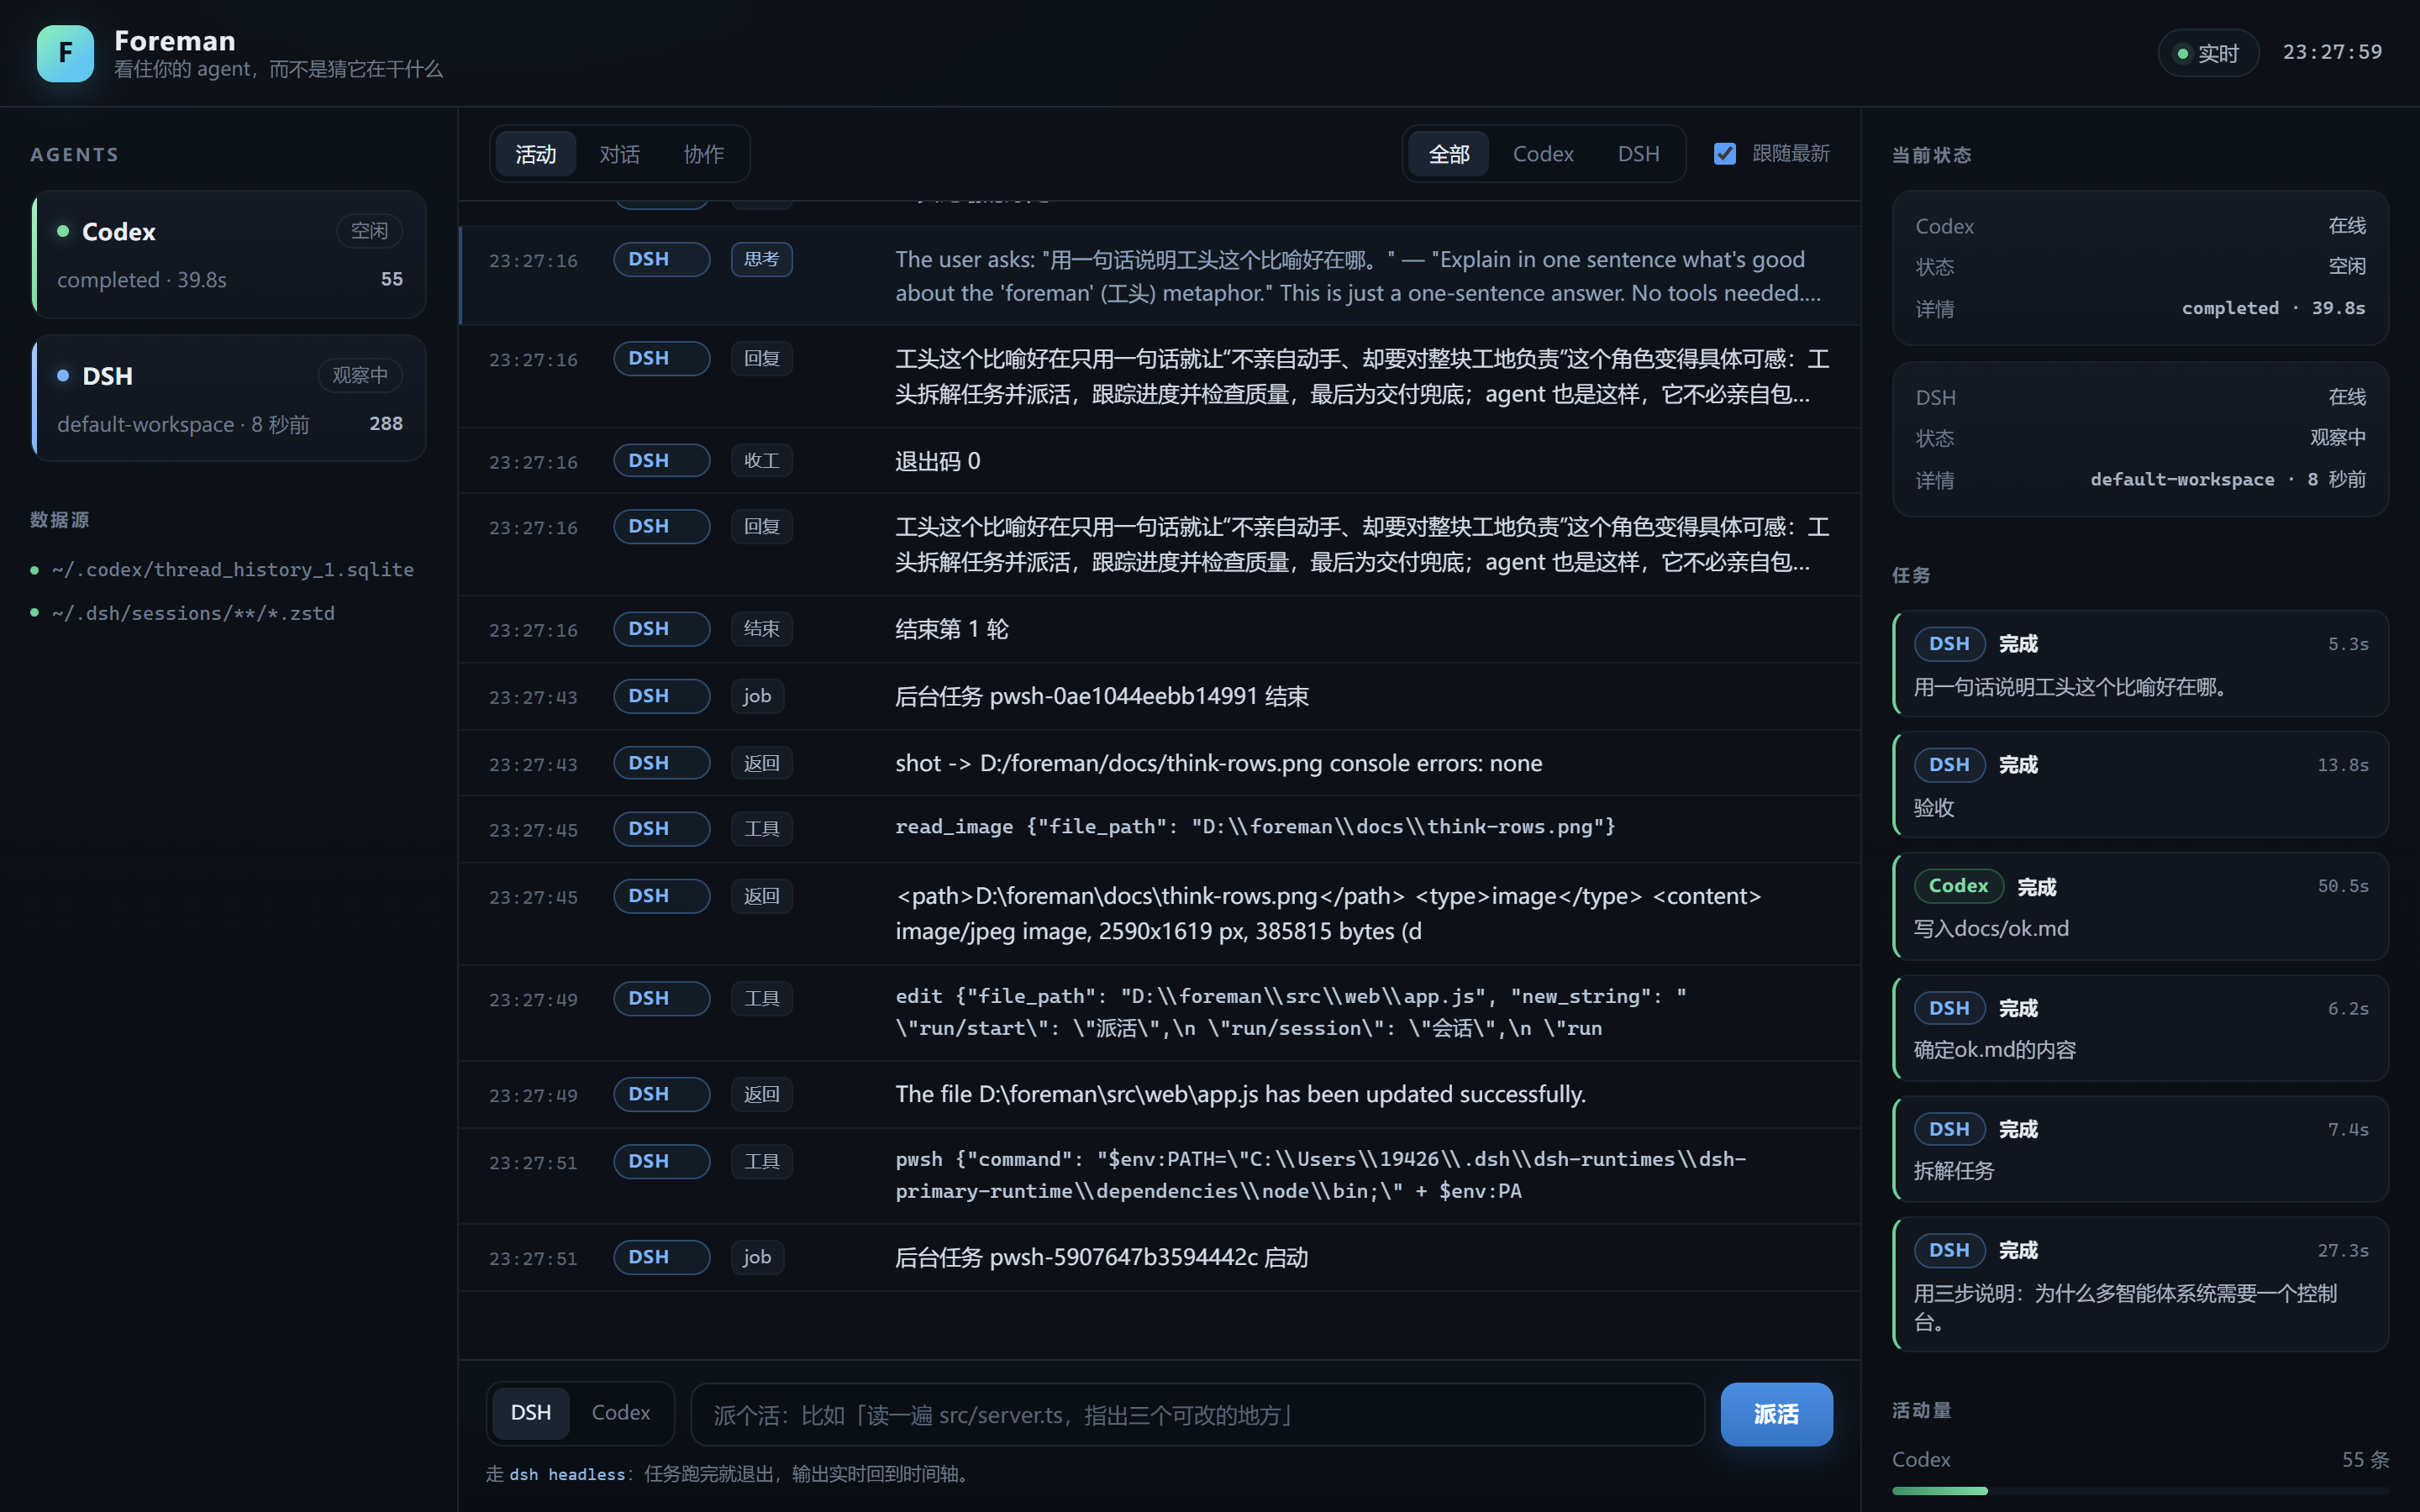 F
Foreman
看住你的 agent，而不是猜它在干什么
实时
23:27:59
AGENTS
Codex
空闲
completed · 39.8s
55
DSH
观察中
default-workspace · 8 秒前
288
数据源
~/.codex/thread_history_1.sqlite
~/.dsh/sessions/**/*.zstd
活动
对话
协作
全部
Codex
DSH
跟随最新
23:27:16
DSH
思考
The user asks: "用一句话说明工头这个比喻好在哪。" — "Explain in one sentence what's good
about the 'foreman' (工头) metaphor." This is just a one-sentence answer. No tools needed....
23:27:16
DSH
回复
工头这个比喻好在只用一句话就让“不亲自动手、却要对整块工地负责”这个角色变得具体可感：工
头拆解任务并派活，跟踪进度并检查质量，最后为交付兜底；agent 也是这样，它不必亲自包...
23:27:16
DSH
收工
退出码 0
23:27:16
DSH
回复
工头这个比喻好在只用一句话就让“不亲自动手、却要对整块工地负责”这个角色变得具体可感：工
头拆解任务并派活，跟踪进度并检查质量，最后为交付兜底；agent 也是这样，它不必亲自包...
23:27:16
DSH
结束
结束第 1 轮
23:27:43
DSH
job
后台任务 pwsh-0ae1044eebb14991 结束
23:27:43
DSH
返回
shot -> D:/foreman/docs/think-rows.png console errors: none
23:27:45
DSH
工具
read_image {"file_path": "D:\\foreman\\docs\\think-rows.png"}
23:27:45
DSH
返回
<path>D:\foreman\docs\think-rows.png</path> <type>image</type> <content>
image/jpeg image, 2590x1619 px, 385815 bytes (d
23:27:49
DSH
工具
edit {"file_path": "D:\\foreman\\src\\web\\app.js", "new_string": "
\"run/start\": \"派活\",\n \"run/session\": \"会话\",\n \"run
23:27:49
DSH
返回
The file D:\foreman\src\web\app.js has been updated successfully.
23:27:51
DSH
工具
pwsh {"command": "$env:PATH=\"C:\\Users\\19426\\.dsh\\dsh-runtimes\\dsh-
primary-runtime\\dependencies\\node\\bin;\" + $env:PA
23:27:51
DSH
job
后台任务 pwsh-5907647b3594442c 启动
DSH
Codex
派个活：比如「读一遍 src/server.ts，指出三个可改的地方」
派活
走 dsh headless：任务跑完就退出，输出实时回到时间轴。
当前状态
Codex
在线
状态
空闲
详情
completed · 39.8s
DSH
在线
状态
观察中
详情
default-workspace · 8 秒前
任务
DSH 完成
5.3s
用一句话说明工头这个比喻好在哪。
DSH 完成
13.8s
验收
Codex 完成
50.5s
写入docs/ok.md
DSH 完成
6.2s
确定ok.md的内容
DSH 完成
7.4s
拆解任务
DSH 完成
27.3s
用三步说明：为什么多智能体系统需要一个控制
台。
活动量
Codex
55 条